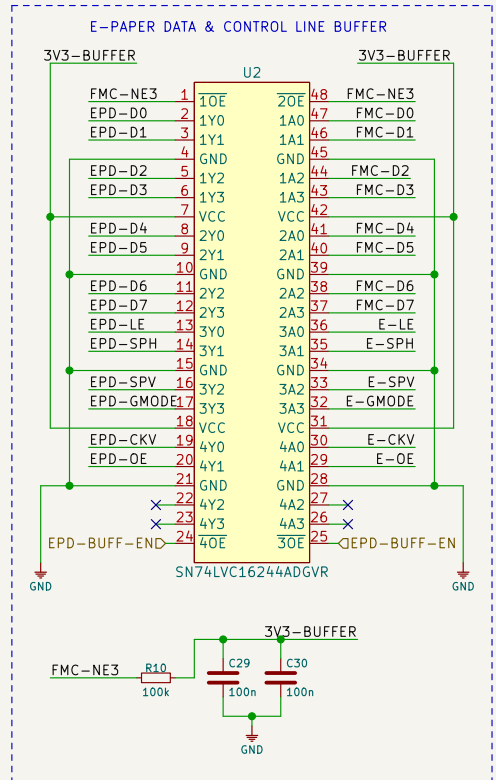 E-PAPER DATA & CONTROL LINE BUFFER
3V3-BUFFER 3V3-BUFFER
U2
FMC-NE3 1 1OE 2OE 48 FMC-NE3
EPD-D0 2 1Y0 1A0 47 FMC-D0
EPD-D1 3 1Y1 1A1 46 FMC-D1
4 GND GND 45
EPD-D2 5 1Y2 1A2 44 FMC-D2
EPD-D3 6 1Y3 1A3 43 FMC-D3
7 VCC VCC 42
EPD-D4 8 2Y0 2A0 41 FMC-D4
EPD-D5 9 2Y1 2A1 40 FMC-D5
10 GND GND 39
EPD-D6 11 2Y2 2A2 38 FMC-D6
EPD-D7 12 2Y3 2A3 37 FMC-D7
EPD-LE 13 3Y0 3A0 36 E-LE
EPD-SPH 14 3Y1 3A1 35 E-SPH
15 GND GND 34
EPD-SPV 16 3Y2 3A2 33 E-SPV
EPD-GMODE 17 3Y3 3A3 32 E-GMODE
18 VCC VCC 31
EPD-CKV 19 4Y0 4A0 30 E-CKV
EPD-OE 20 4Y1 4A1 29 E-OE
21 GND GND 28
22 4Y2 4A2 27
23 4Y3 4A3 26
EPD-BUFF-EN 24 4OE 3OE 25 EPD-BUFF-EN
SN74LVC16244ADGVR
GND GND
3V3-BUFFER
FMC-NE3 R10 C29 C30
100k 100n 100n
GND